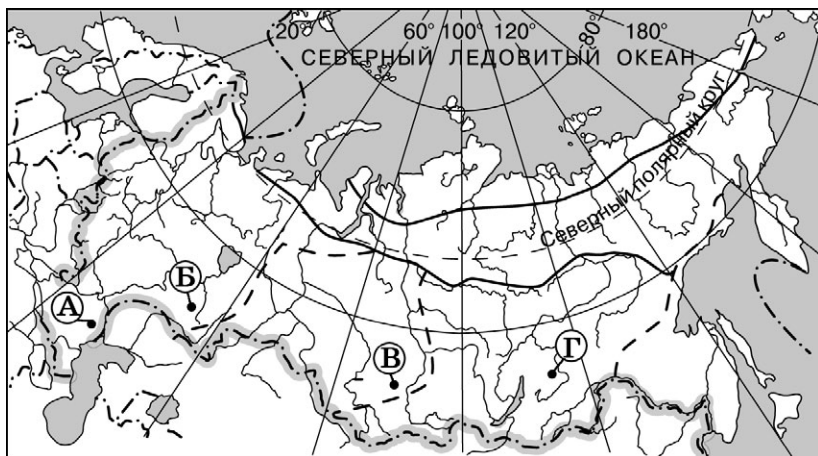 20° 60° 100° 120° 80° 180°
СЕВЕРНЫЙ ЛЕДОВИТЫЙ ОКЕАН
Северный полярный круг
Б
А
В
Г